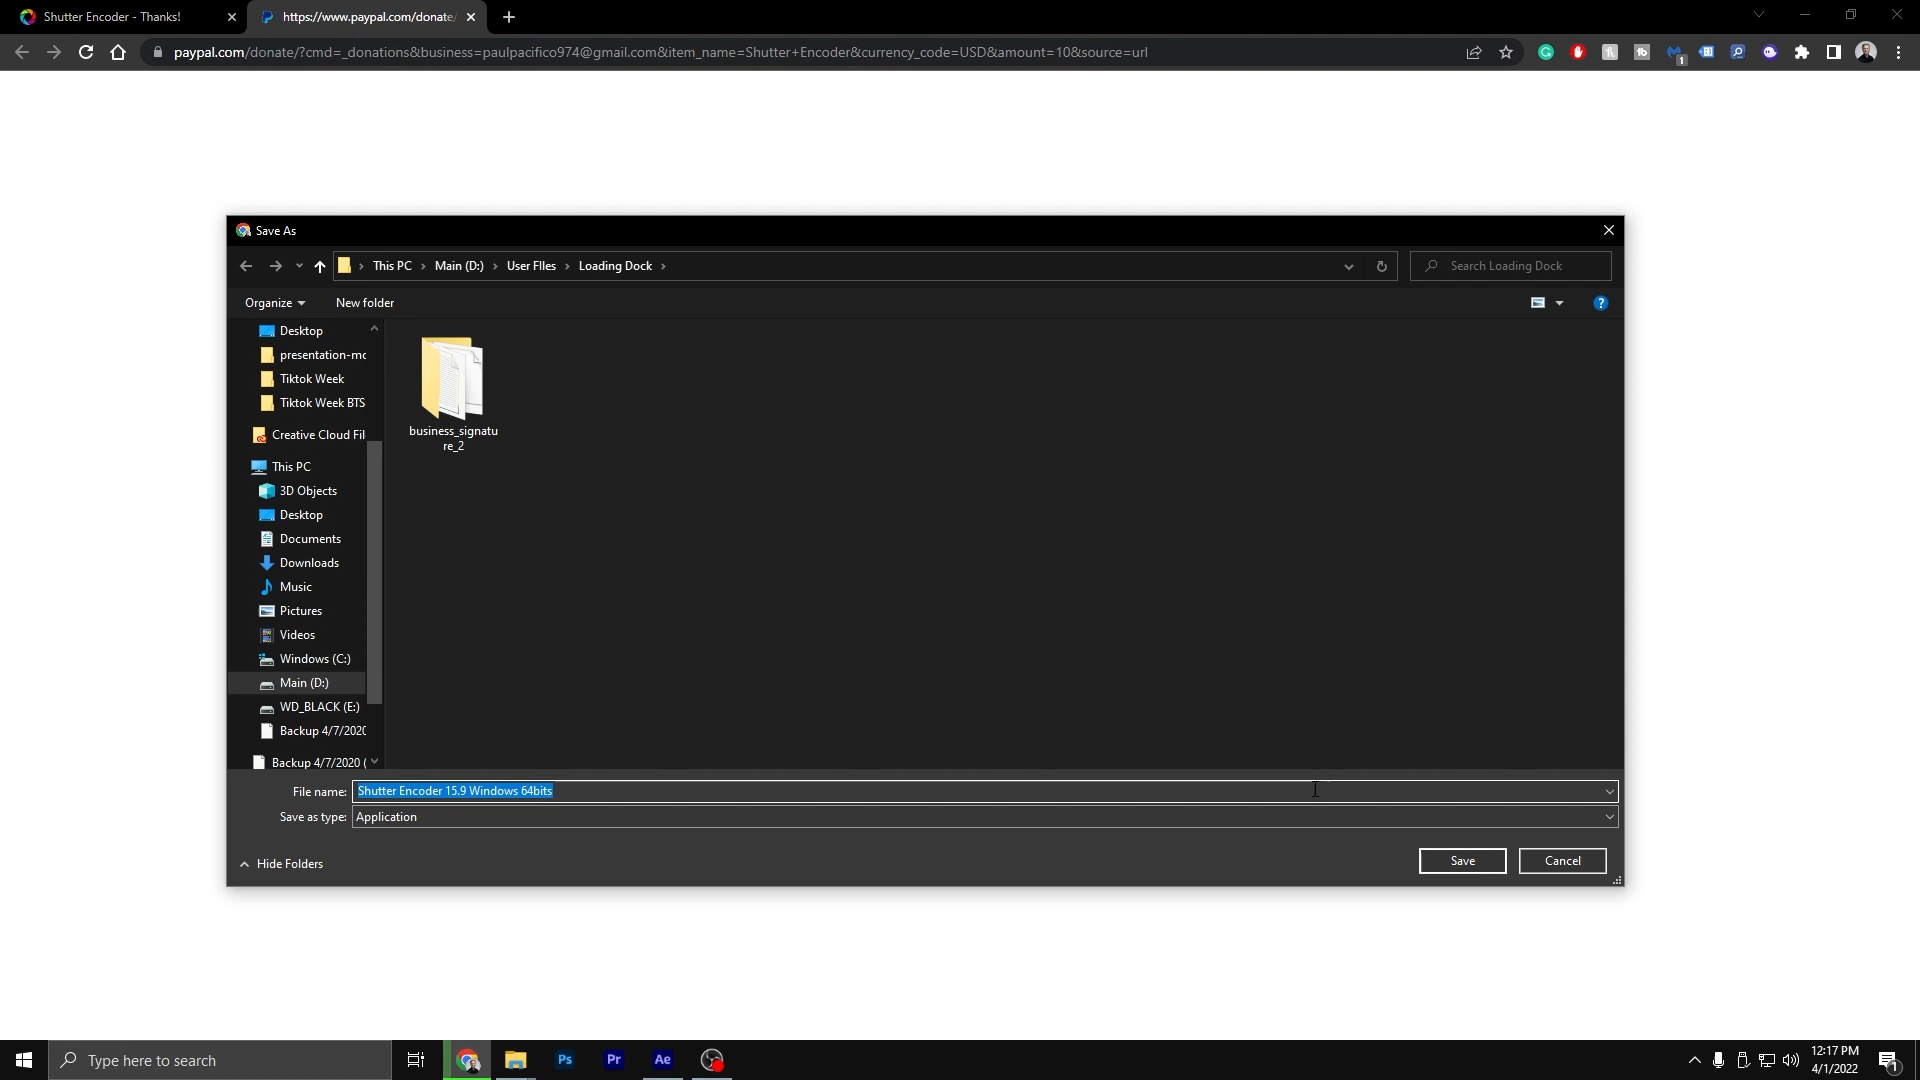 Shutter Encoder - Thanks!
https://www.paypal.com/donate/
paypal.com/donate/?cmd=_donations&business=paulpacifico974@gmail.com&item_name=Shutter+Encoder&currency_code=USD&amount=10&source=url
Save As
This PC > Main (D:) > User FIles > Loading Dock >
Search Loading Dock
Organize
New folder
Desktop
presentation-mc
Tiktok Week
Tiktok Week BTS
Creative Cloud Fil
This PC
3D Objects
Desktop
Documents
Downloads
Music
Pictures
Videos
Windows (C:)
Main (D:)
WD_BLACK (E:)
Backup 4/7/2020
Backup 4/7/2020 (
business_signatu
re_2
File name: Shutter Encoder 15.9 Windows 64bits
Save as type: Application
Hide Folders
Save
Cancel
Type here to search
Ps
Pr
Ae
12:17 PM
4/1/2022
1